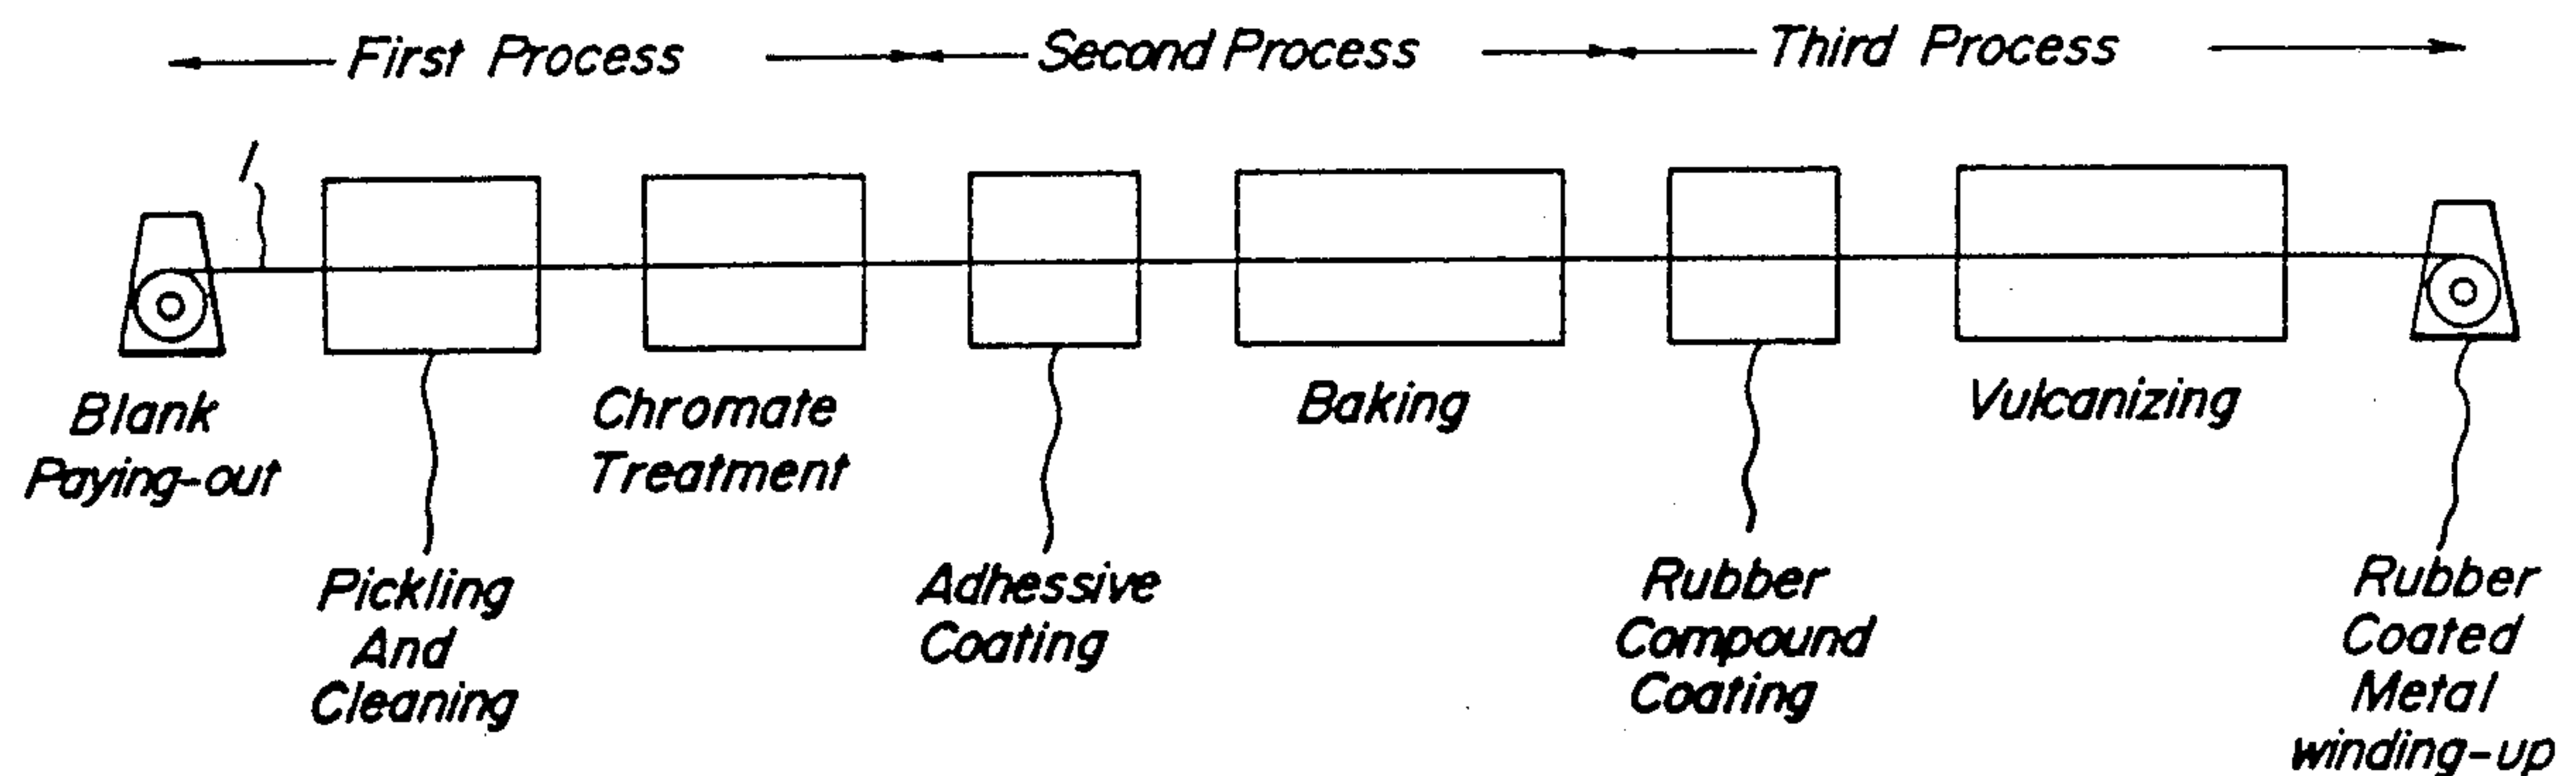 First Process
Second Process
Third Process
1
Blank
Paying-out
Pickling
And
Cleaning
Chromate
Treatment
Adhessive
Coating
Baking
Rubber
Compound
Coating
Vulcanizing
Rubber
Coated
Metal
winding-up